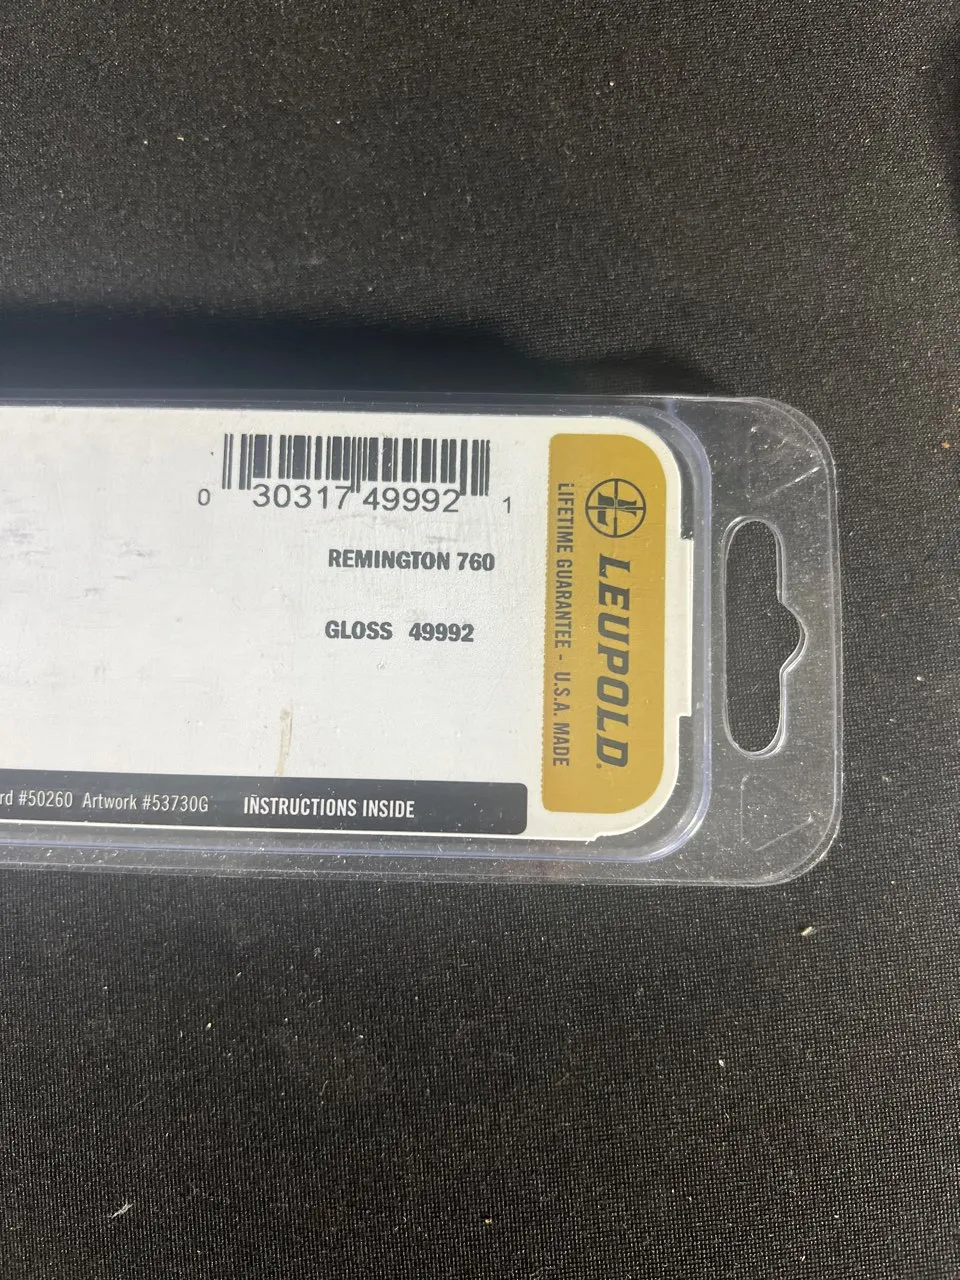 0 30317 49992 1
REMINGTON 760
GLOSS 49992
rd #50260 Artwork #53730G INSTRUCTIONS INSIDE
LEUPOLD
LIFETIME GUARANTEE - U.S.A. MADE